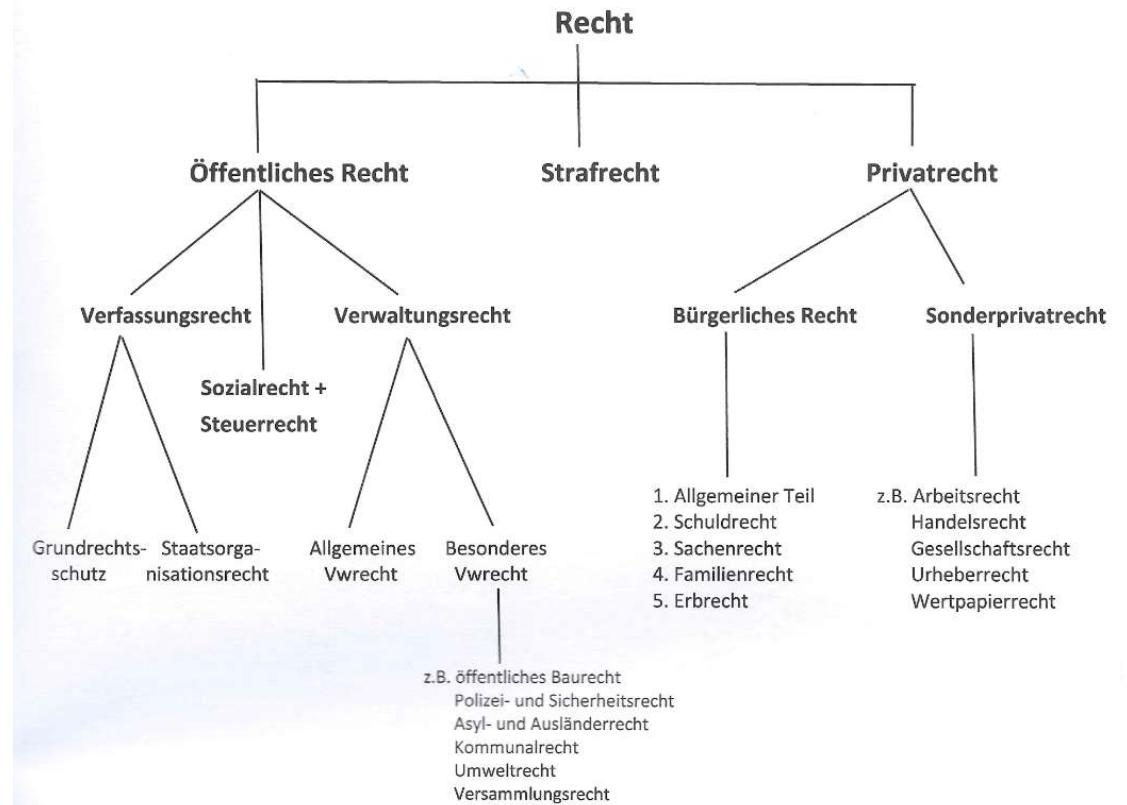 Recht
Öffentliches Recht
Strafrecht
Privatrecht
Verfassungsrecht
Verwaltungsrecht
Bürgerliches Recht
Sonderprivatrecht
Sozialrecht +
Steuerrecht
Grundrechts-
schutz
Staatsorga-
nisationsrecht
Allgemeines
Vwrecht
Besonderes
Vwrecht
1. Allgemeiner Teil
2. Schuldrecht
3. Sachenrecht
4. Familienrecht
5. Erbrecht
z.B. Arbeitsrecht
Handelsrecht
Gesellschaftsrecht
Urheberrecht
Wertpapierrecht
z.B. öffentliches Baurecht
Polizei- und Sicherheitsrecht
Asyl- und Ausländerrecht
Kommunalrecht
Umweltrecht
Versammlungsrecht